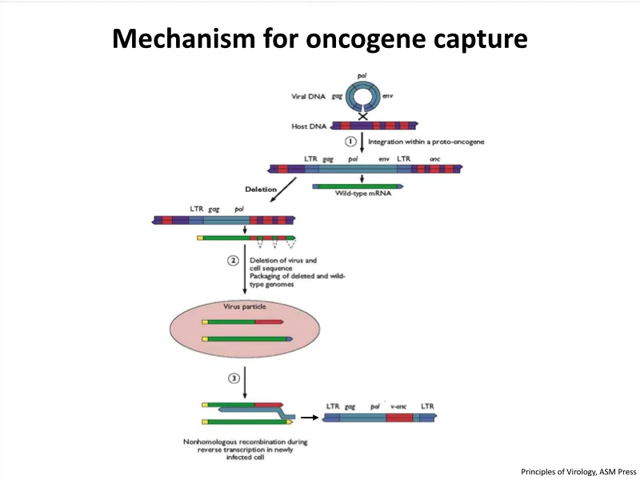 Mechanism for oncogene capture
pol
Viral DNA gag env
Host DNA
1 Integration within a proto-oncogene
LTR gag pol env LTR onc
Deletion
Wild-type mRNA
LTR gag pol
2 Deletion of virus and
cell sequence
Packaging of deleted and wild-
type genomes
Virus particle
3
LTR gag pol v-onc LTR
Nonhomologous recombination during
reverse transcription in newly
infected cell
Principles of Virology, ASM Press